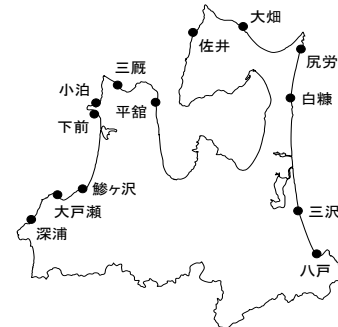 大畑
佐井
尻労
三厩
小泊
平舘
白糠
下前
鰺ヶ沢
大戸瀬
三沢
深浦
八戸